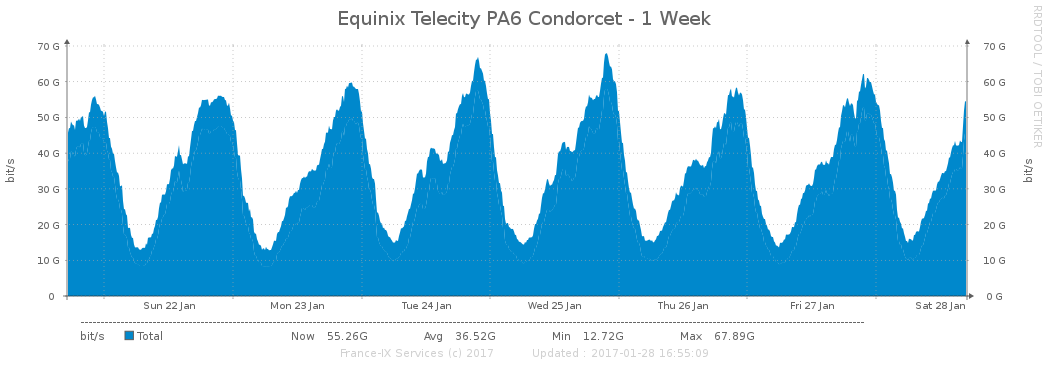 Equinix Telecity PA6 Condorcet - 1 Week
RRDTOOL / TOBI OETIKER
bit/s
bit/s
70 G 70 G
60 G 60 G
50 G 50 G
40 G 40 G
30 G 30 G
20 G 20 G
10 G 10 G
0 0 G
Sun 22 Jan Mon 23 Jan Tue 24 Jan Wed 25 Jan Thu 26 Jan Fri 27 Jan Sat 28 Jan
bit/s Total Now 55.26G Avg 36.52G Min 12.72G Max 67.89G
France-IX Services (c) 2017 Updated : 2017-01-28 16:55:09